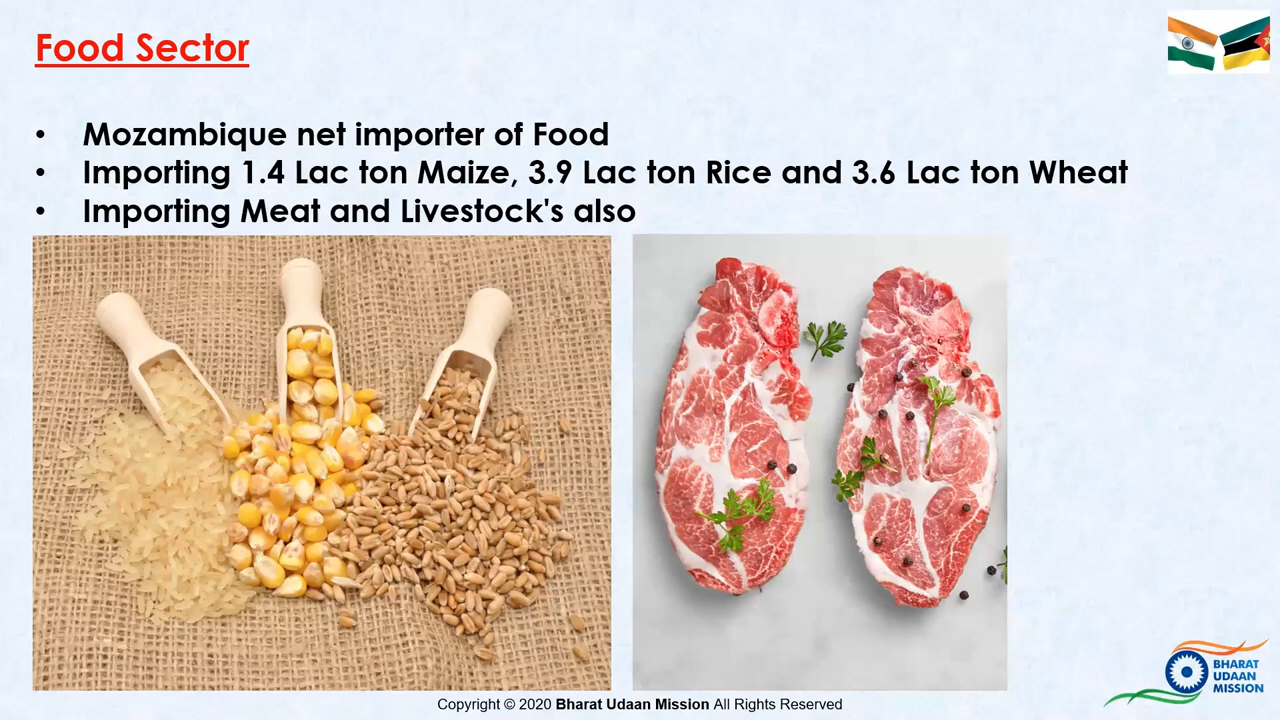 Food Sector
• Mozambique net importer of Food
• Importing 1.4 Lac ton Maize, 3.9 Lac ton Rice and 3.6 Lac ton Wheat
• Importing Meat and Livestock's also
BHARAT
UDAAN
MISSION
Copyright © 2020 Bharat Udaan Mission All Rights Reserved